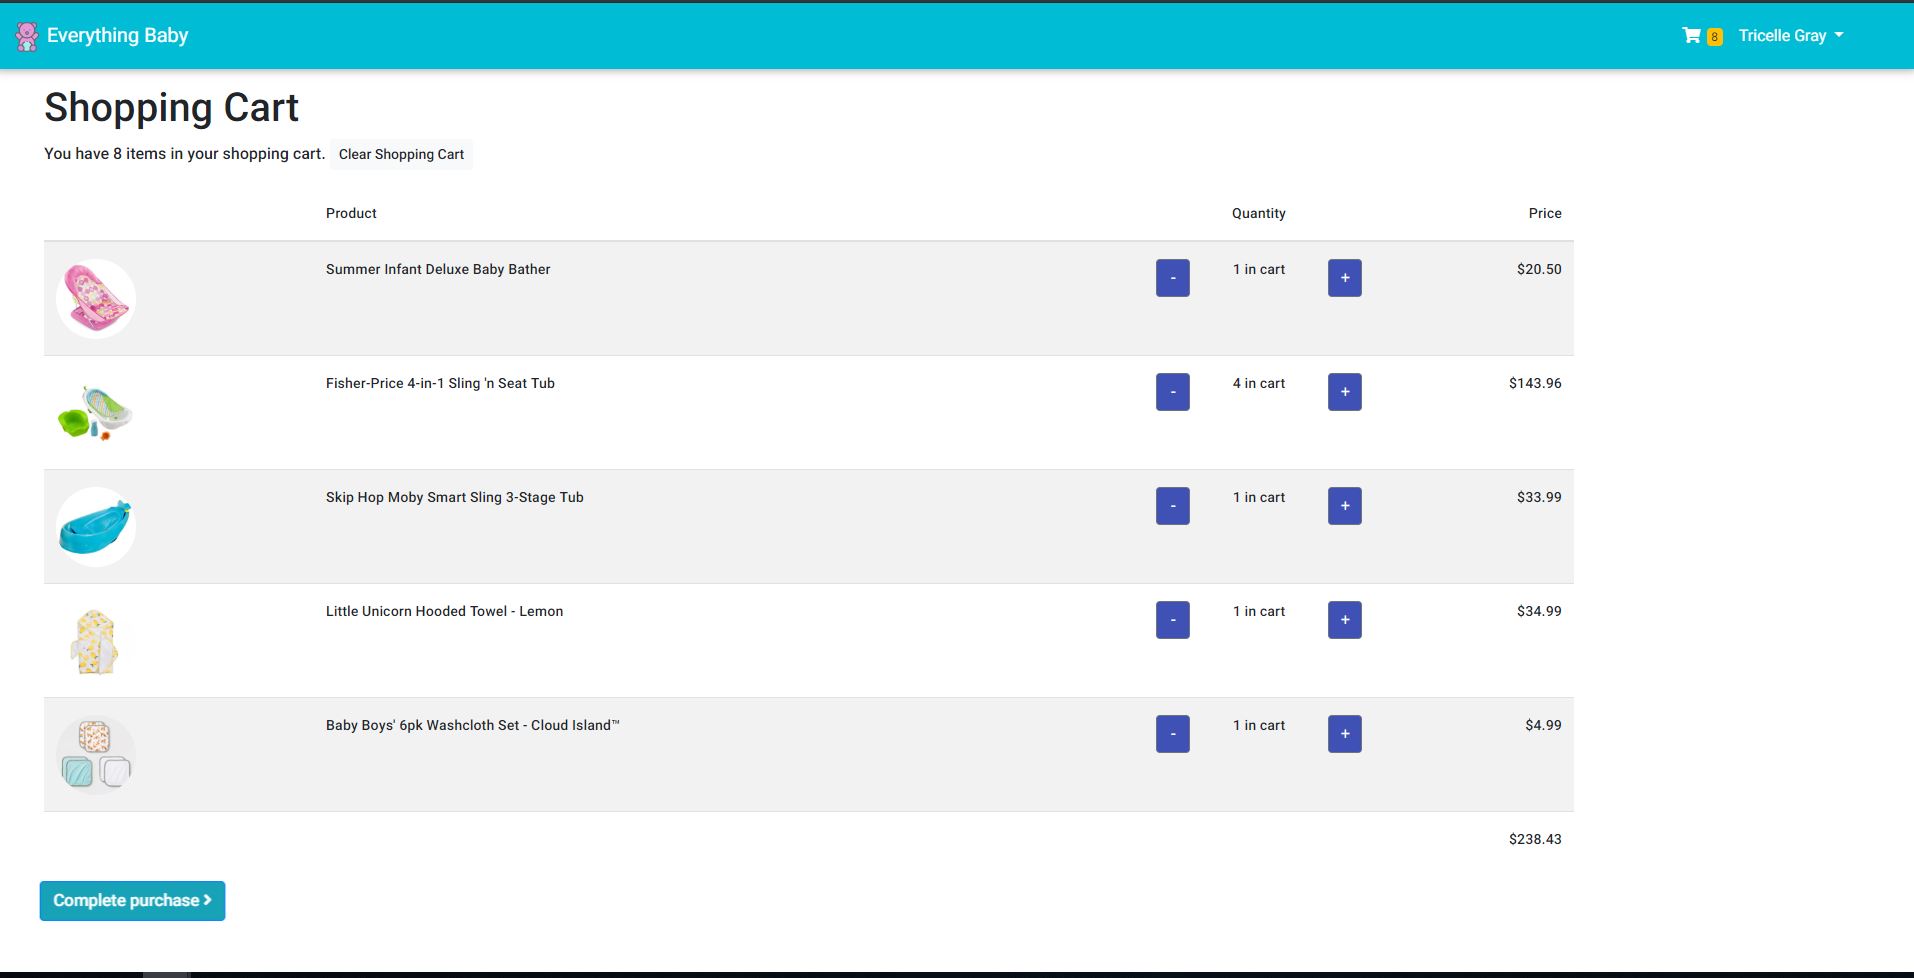 Everything Baby
8 Tricelle Gray
Shopping Cart
You have 8 items in your shopping cart. Clear Shopping Cart
Product Quantity Price
Summer Infant Deluxe Baby Bather - 1 in cart + $20.50
Fisher-Price 4-in-1 Sling 'n Seat Tub - 4 in cart + $143.96
Skip Hop Moby Smart Sling 3-Stage Tub - 1 in cart + $33.99
Little Unicorn Hooded Towel - Lemon - 1 in cart + $34.99
Baby Boys' 6pk Washcloth Set - Cloud Island™ - 1 in cart + $4.99
$238.43
Complete purchase